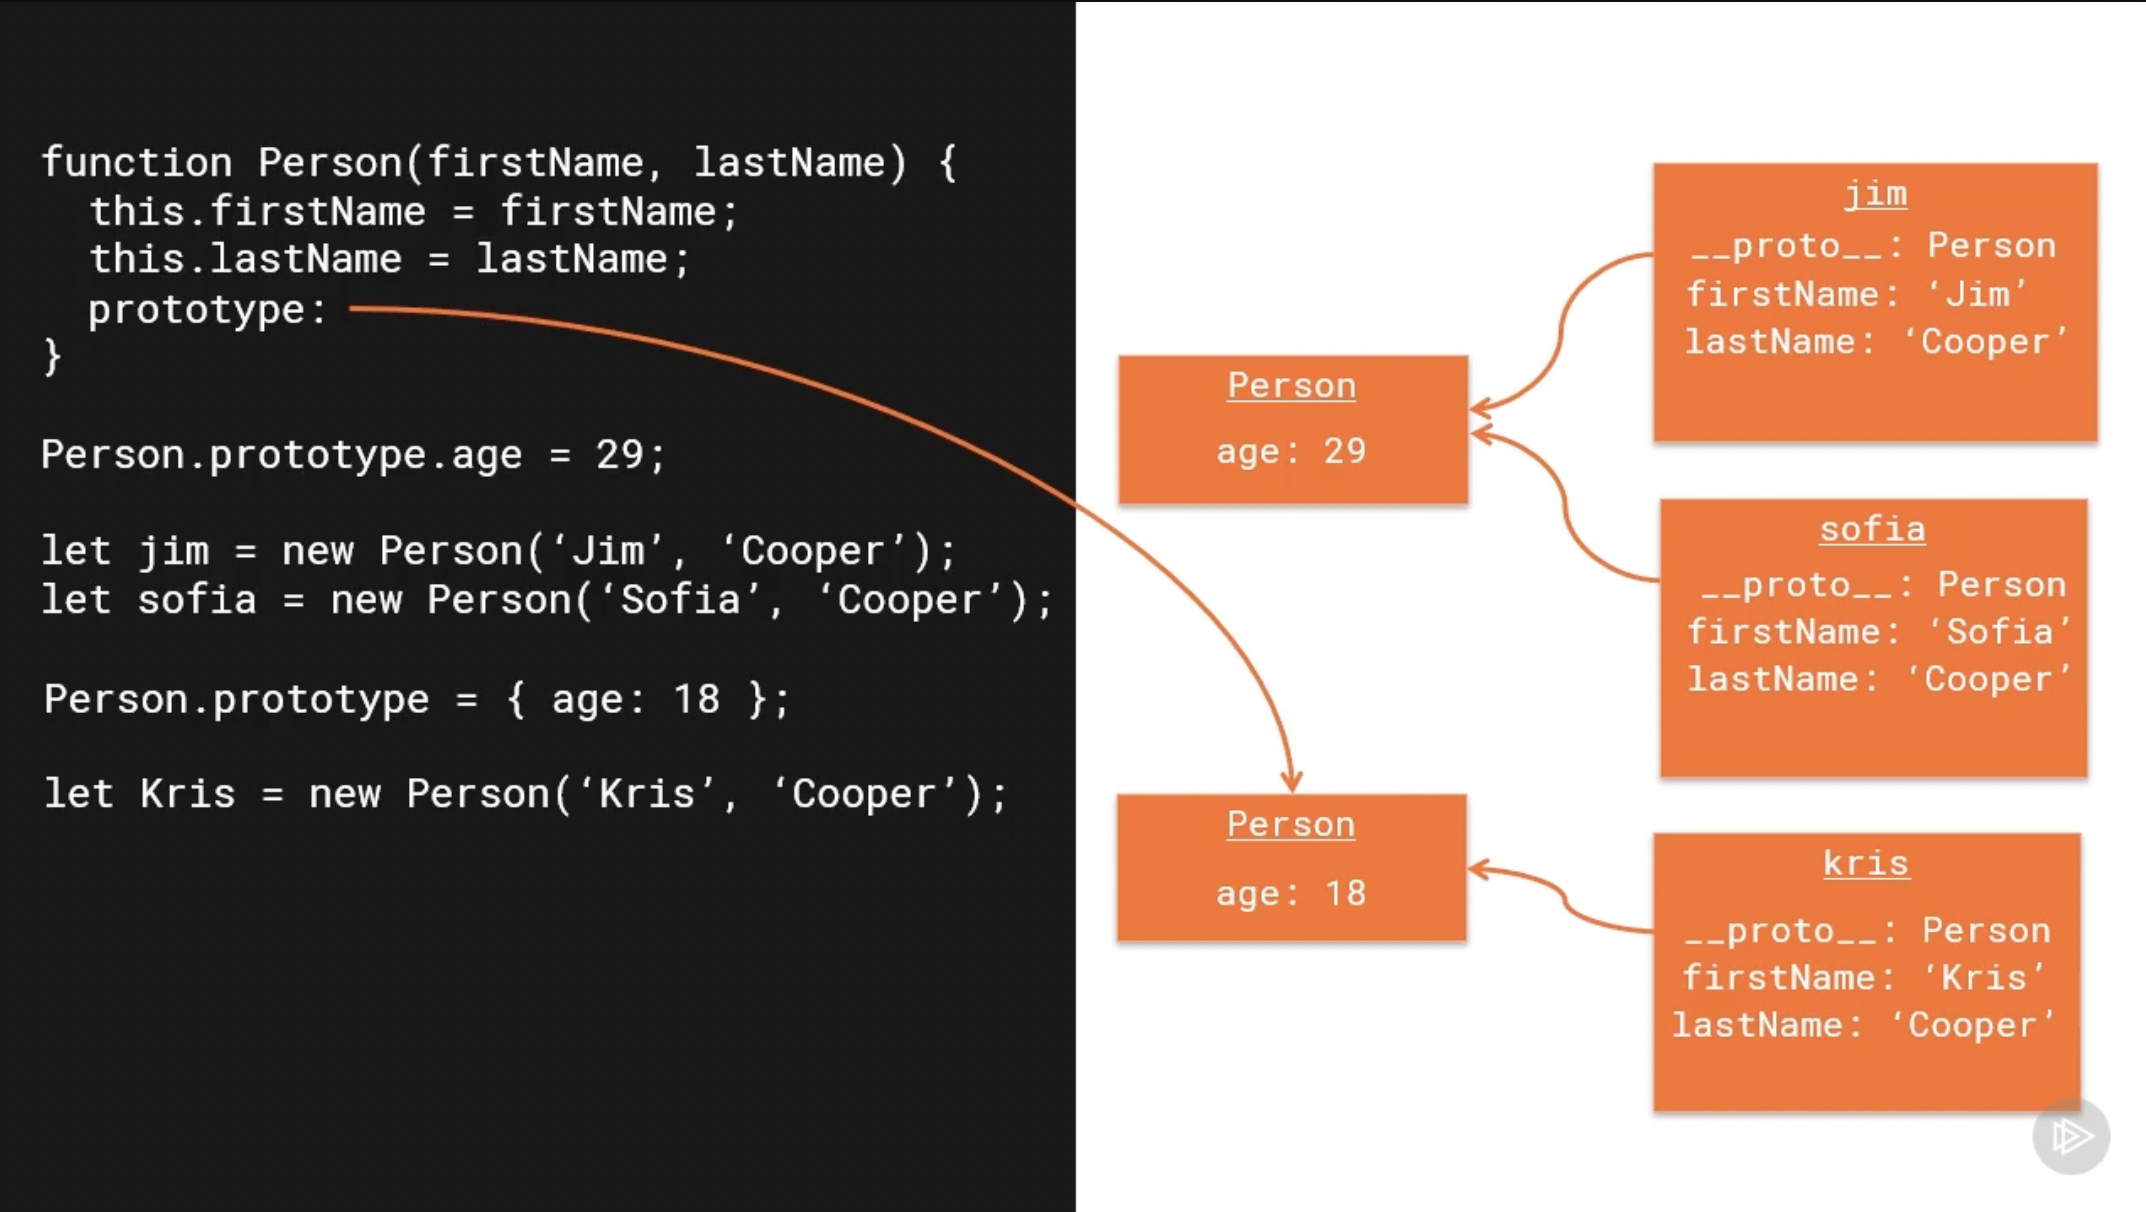 function Person(firstName, lastName) {
  this.firstName = firstName;
  this.lastName = lastName;
  prototype:
}
Person.prototype.age = 29;
let jim = new Person(‘Jim’, ‘Cooper’);
let sofia = new Person(‘Sofia’, ‘Cooper’);
Person.prototype = { age: 18 };
let Kris = new Person(‘Kris’, ‘Cooper’);
Person
age: 29
Person
age: 18
jim
__proto__: Person
firstName: ‘Jim’
lastName: ‘Cooper’
sofia
__proto__: Person
firstName: ‘Sofia’
lastName: ‘Cooper’
kris
__proto__: Person
firstName: ‘Kris’
lastName: ‘Cooper’